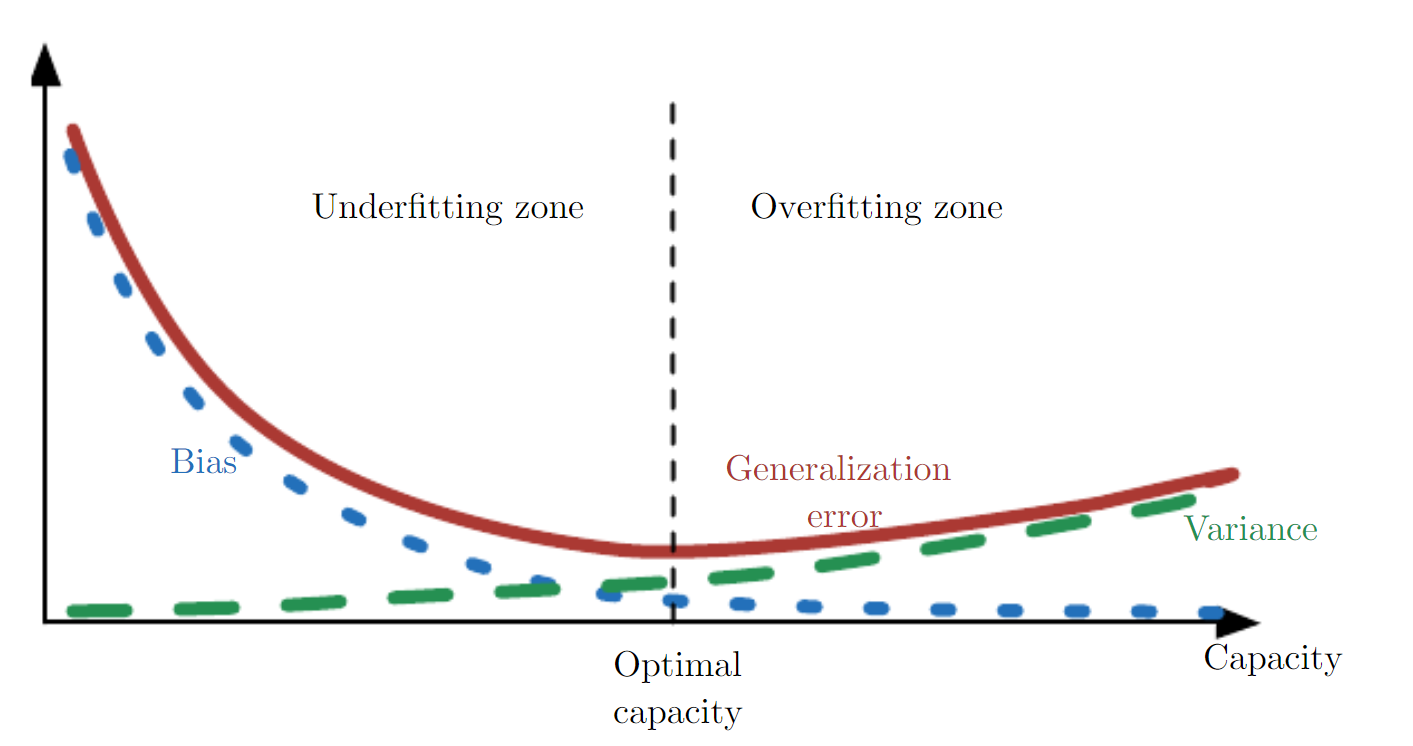 Underfitting zone
Overfitting zone
Bias
Generalization
error
Variance
Optimal
capacity
Capacity